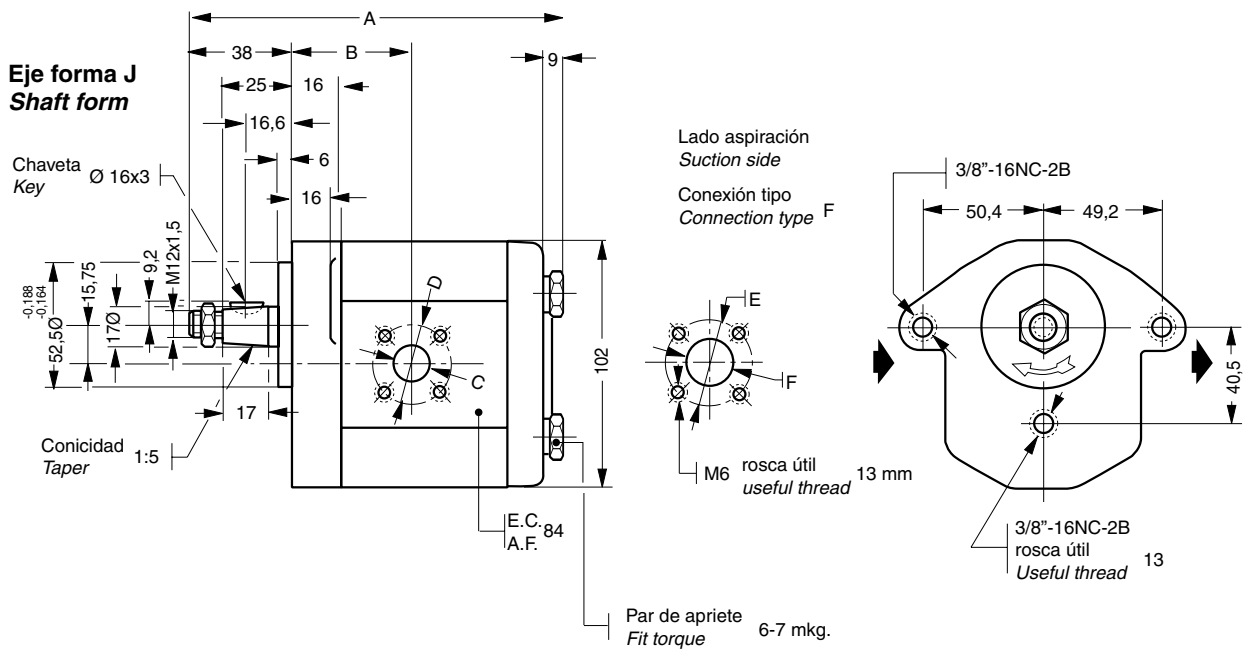 A
38
B
9
Eje forma J
Shaft form
25
16
16,6
6
Chaveta
Key
Ø 16x3
16
Lado aspiración
Suction side
Conexión tipo
Connection type
F
3/8”-16NC-2B
50,4
49,2
-0,188
-0,164
52,5Ø
15,75
17Ø
9,2
M12x1,5
D
C
102
E
F
40,5
17
Conicidad
Taper
1:5
M6
rosca útil
useful thread
13 mm
E.C.
A.F.
84
3/8”-16NC-2B
rosca útil
Useful thread
13
Par de apriete
Fit torque
6-7 mkg.